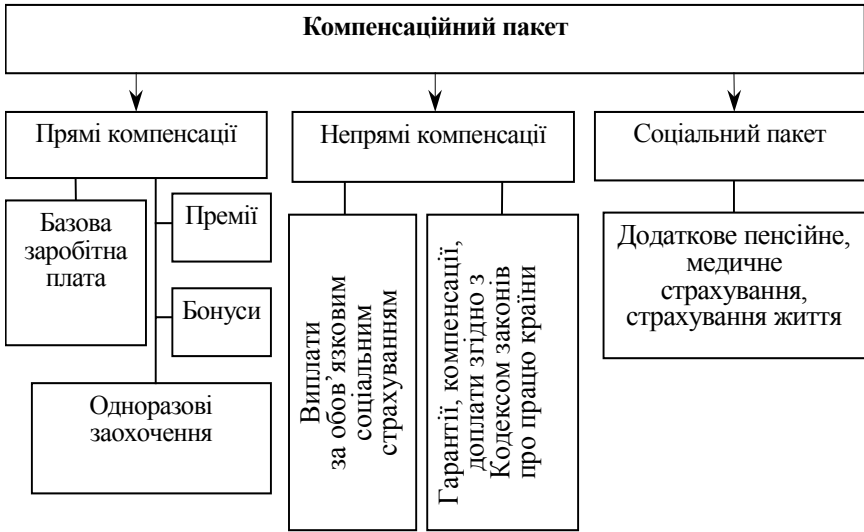 Компенсаційний пакет
Прямі компенсації
Непрямі компенсації
Соціальний пакет
Базова
заробітна
плата
Премії
Бонуси
Одноразові
заохочення
Виплати
за обов’язковим
соціальним
страхуванням
Гарантії, компенсації,
доплати згідно з
Кодексом законів
про працю країни
Додаткове пенсійне,
медичне
страхування,
страхування життя